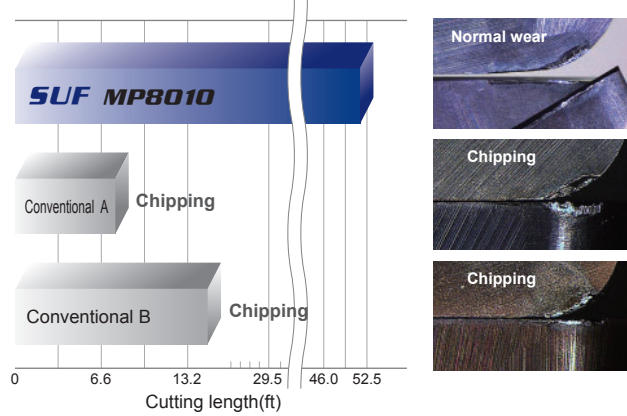 Normal wear
SUF MP8010
Chipping
Conventional A
Chipping
Chipping
Conventional B
Chipping
0 6.6 13.2 29.5 46.0 52.5
Cutting length(ft)